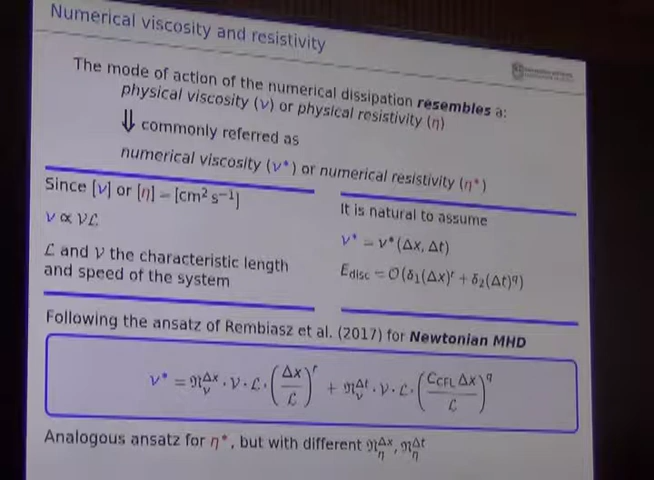 Numerical viscosity and resistivity
The mode of action of the numerical dissipation resembles a:
physical viscosity (ν) or physical resistivity (η)
⇓ commonly referred as
numerical viscosity (ν*) or numerical resistivity (η*)
Since [ν] or [η] = [cm² s⁻¹]
ν ∝ 𝒱ℒ
ℒ and 𝒱 the characteristic length
and speed of the system
It is natural to assume
ν* = ν*(Δx, Δt)
E_disc = 𝒪(δ₁(Δx)^r + δ₂(Δt)^q)
Following the ansatz of Rembiasz et al. (2017) for Newtonian MHD
ν* = 𝔑_ν^Δx · 𝒱 · ℒ · (Δx/ℒ)^r + 𝔑_ν^Δt · 𝒱 · ℒ · (C_CFL Δx/ℒ)^q
Analogous ansatz for η*, but with different 𝔑_η^Δx, 𝔑_η^Δt